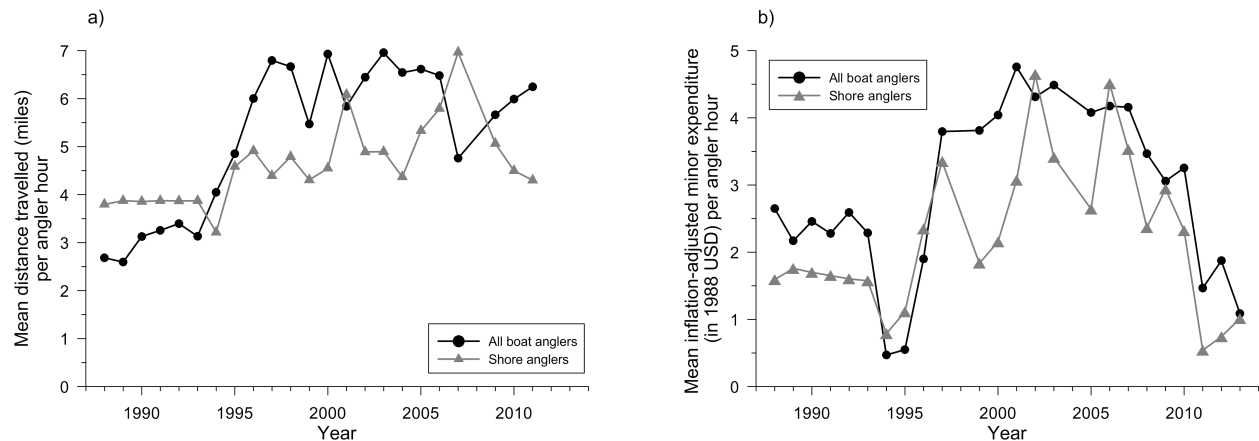 a)
Mean distance travelled (miles)
per angler hour
7
6
5
4
3
2
1
0
1990 1995 2000 2005 2010
Year
All boat anglers
Shore anglers
b)
Mean inflation-adjusted minor expenditure
(in 1988 USD) per angler hour
5
4
3
2
1
0
1990 1995 2000 2005 2010
Year
All boat anglers
Shore anglers